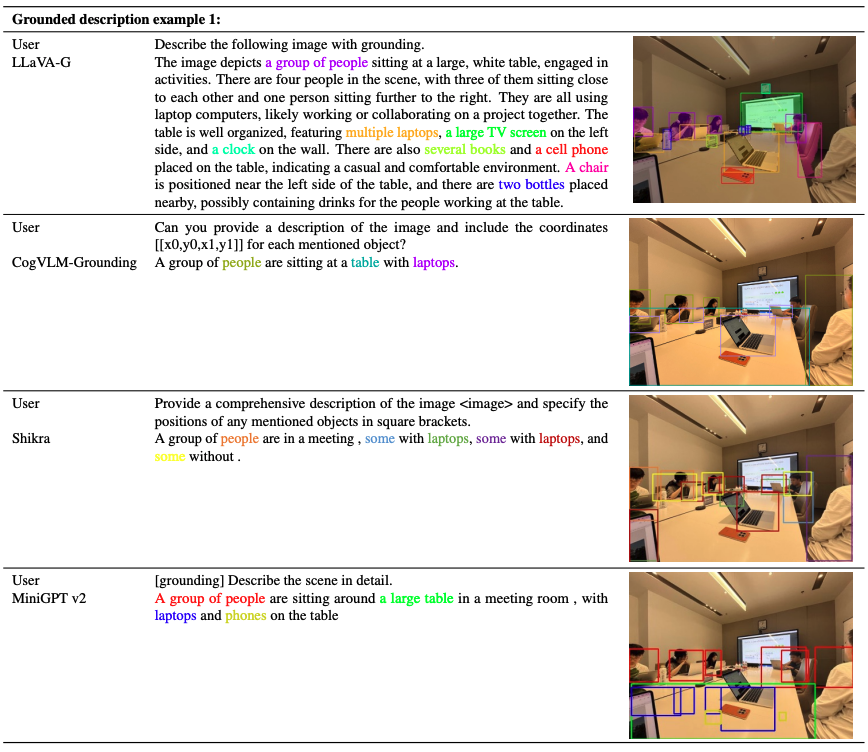 Grounded description example 1:
User
Describe the following image with grounding.
LLaVA-G
The image depicts a group of people sitting at a large, white table, engaged in
activities. There are four people in the scene, with three of them sitting close
to each other and one person sitting further to the right. They are all using
laptop computers, likely working or collaborating on a project together. The
table is well organized, featuring multiple laptops, a large TV screen on the left
side, and a clock on the wall. There are also several books and a cell phone
placed on the table, indicating a casual and comfortable environment. A chair
is positioned near the left side of the table, and there are two bottles placed
nearby, possibly containing drinks for the people working at the table.
User
Can you provide a description of the image and include the coordinates
[[x0,y0,x1,y1]] for each mentioned object?
CogVLM-Grounding
A group of people are sitting at a table with laptops.
User
Provide a comprehensive description of the image <image> and specify the
positions of any mentioned objects in square brackets.
Shikra
A group of people are in a meeting , some with laptops, some with laptops, and
some without .
User
[grounding] Describe the scene in detail.
MiniGPT v2
A group of people are sitting around a large table in a meeting room , with
laptops and phones on the table